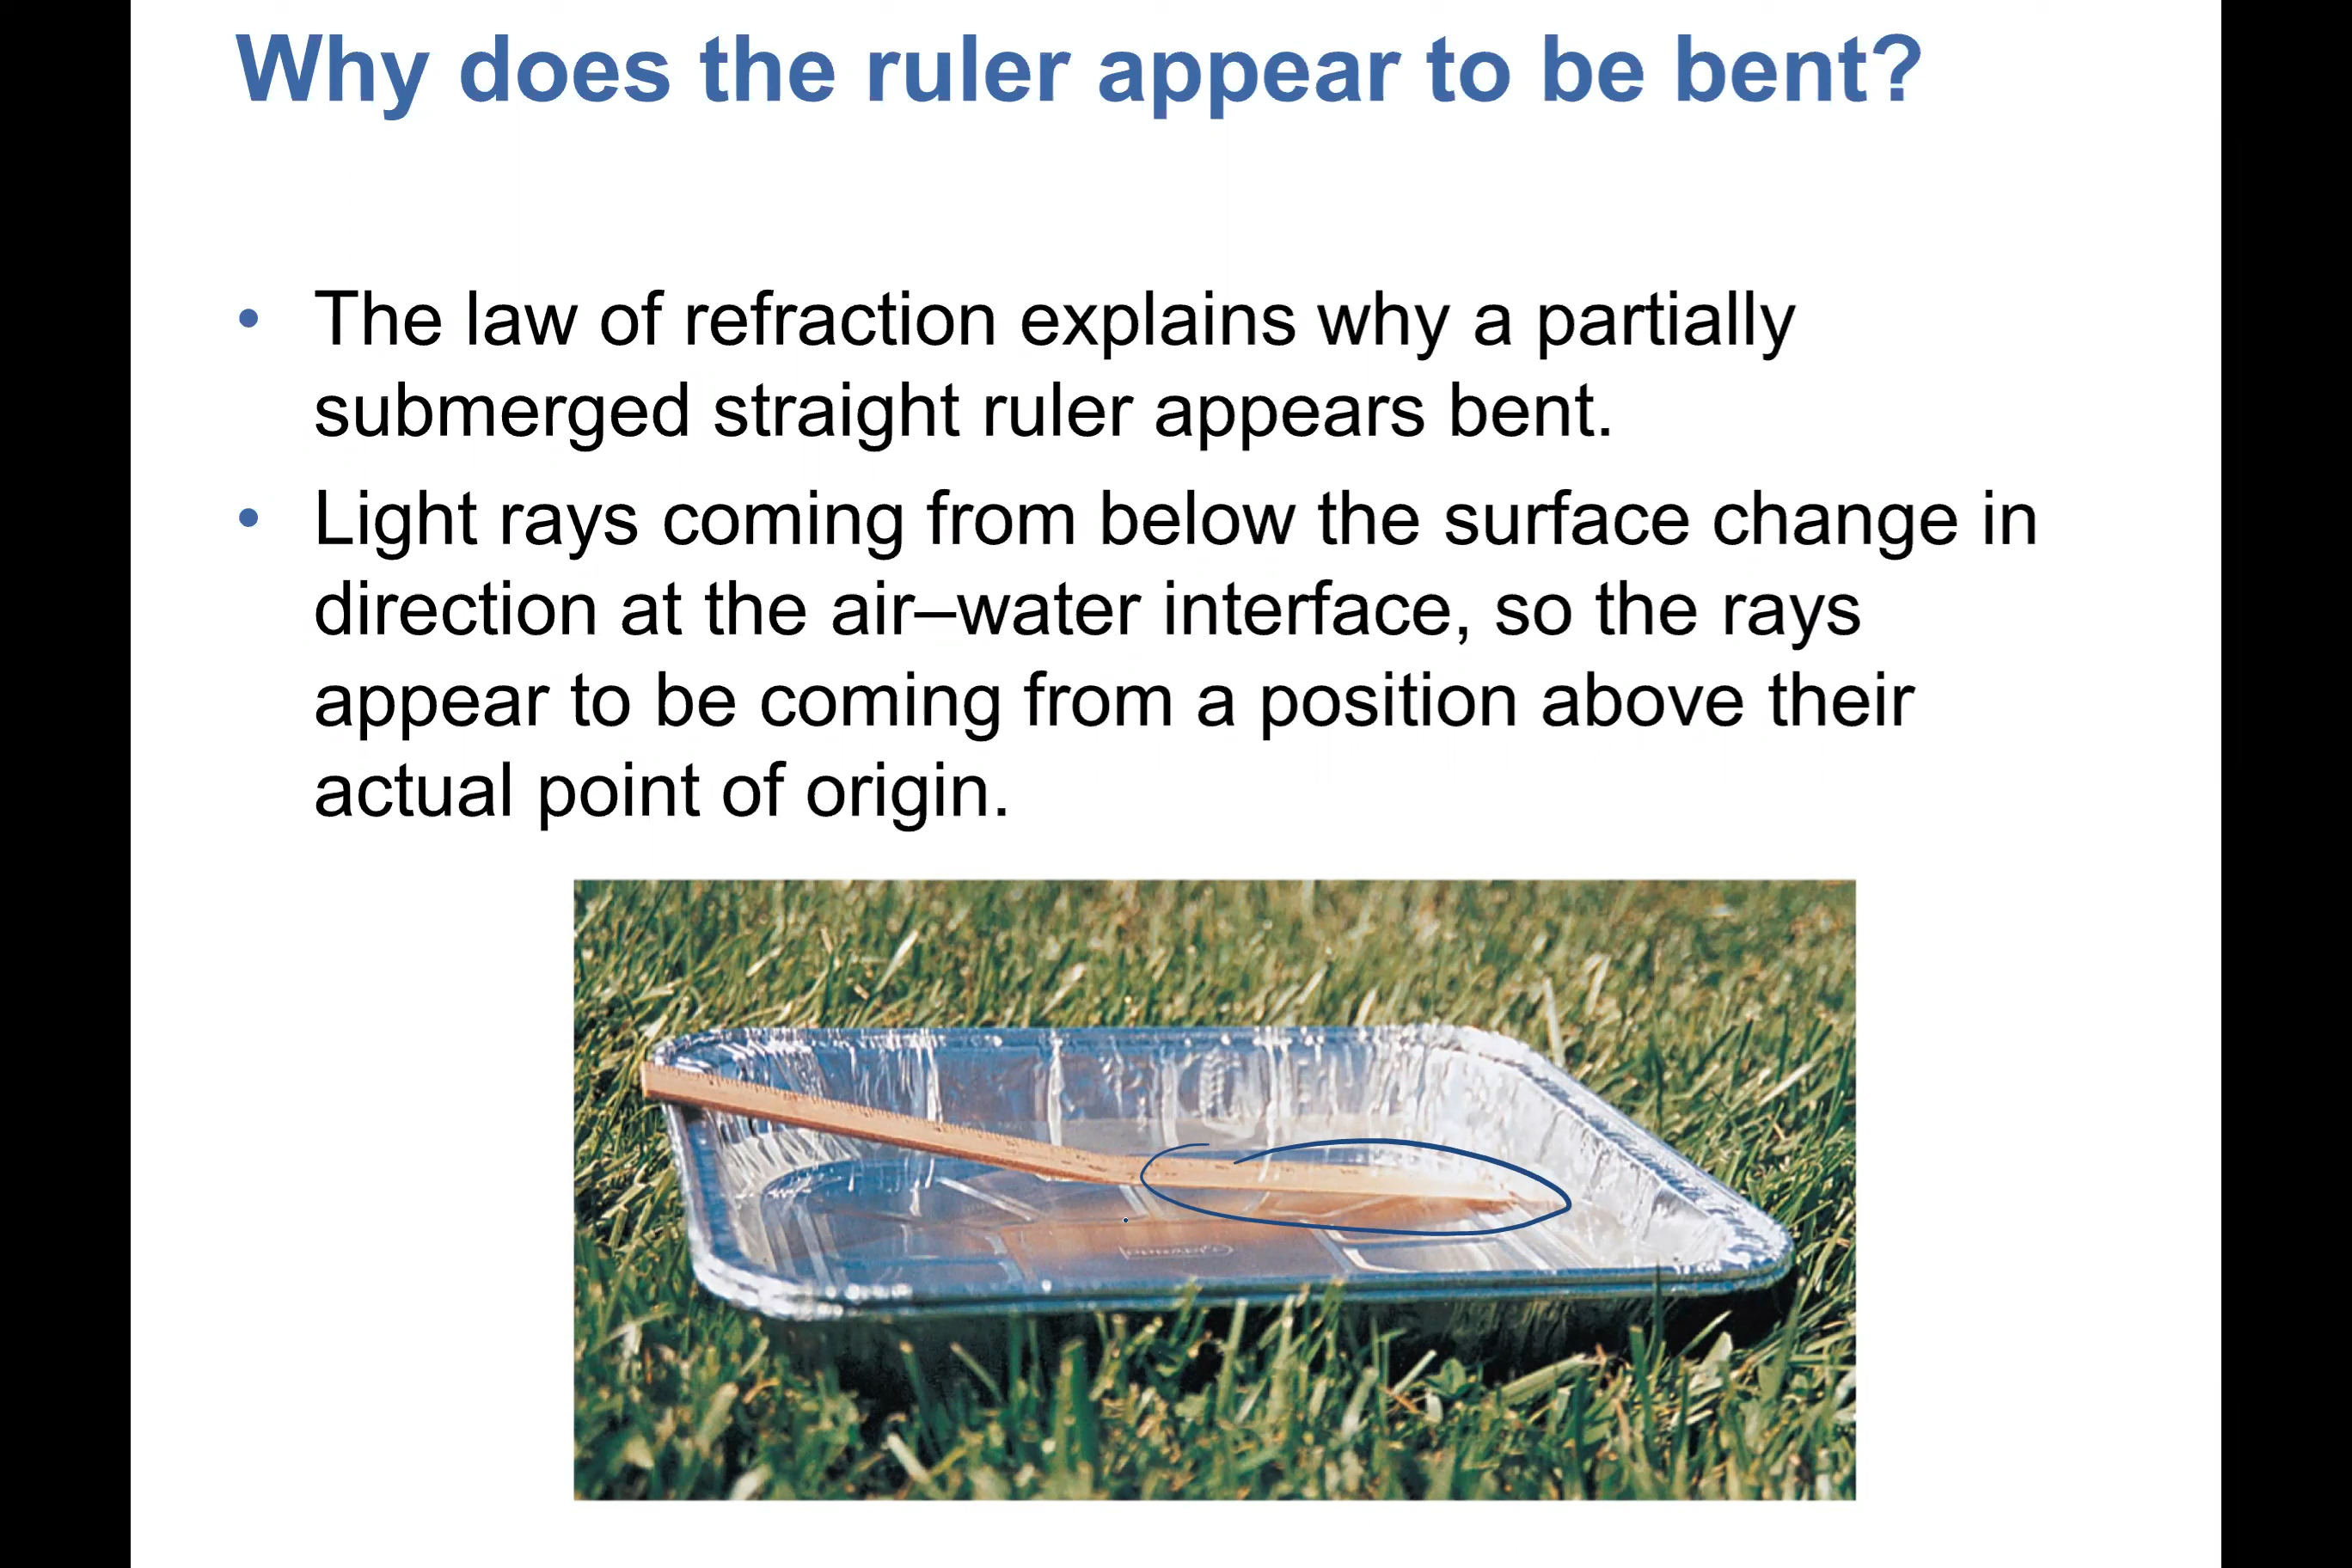 Why does the ruler appear to be bent?
• The law of refraction explains why a partially
submerged straight ruler appears bent.
• Light rays coming from below the surface change in
direction at the air–water interface, so the rays
appear to be coming from a position above their
actual point of origin.